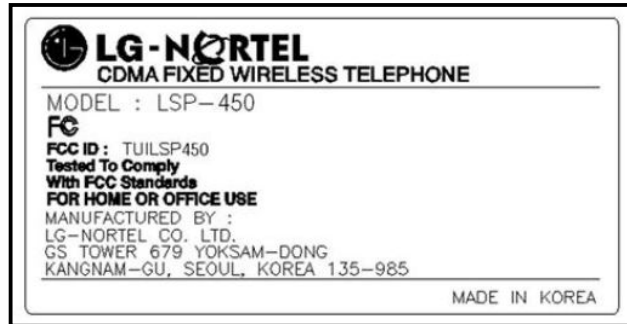 LG-NORTEL
CDMA FIXED WIRELESS TELEPHONE
MODEL : LSP-450
FC
FCC ID : TUILSP450
Tested To Comply
With FCC Standards
FOR HOME OR OFFICE USE
MANUFACTURED BY :
LG-NORTEL CO. LTD.
GS TOWER 679 YOKSAM-DONG
KANGNAM-GU, SEOUL, KOREA 135-985
MADE IN KOREA